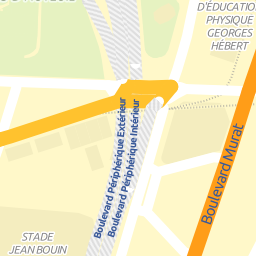 D'ÉDUCATION
PHYSIQUE
GEORGES
HÉBERT
Boulevard Périphérique Extérieur
Boulevard Périphérique Intérieur
Boulevard Murat
STADE
JEAN BOUIN